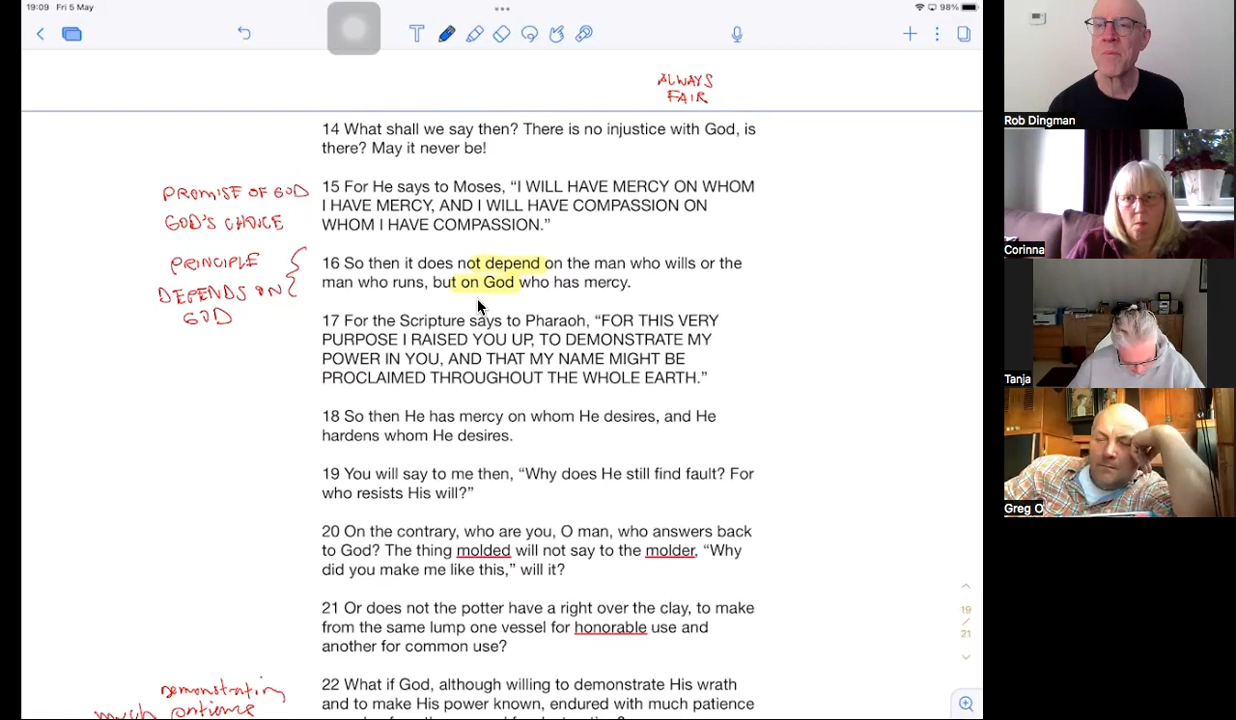 19:09 Fri 5 May
98%
T
ALWAYS
FAIR
14 What shall we say then? There is no injustice with God, is
there? May it never be!
PROMISE OF GOD
GOD'S CHOICE
15 For He says to Moses, “I WILL HAVE MERCY ON WHOM
I HAVE MERCY, AND I WILL HAVE COMPASSION ON
WHOM I HAVE COMPASSION.”
PRINCIPLE
DEPENDS ON
GOD
16 So then it does not depend on the man who wills or the
man who runs, but on God who has mercy.
17 For the Scripture says to Pharaoh, “FOR THIS VERY
PURPOSE I RAISED YOU UP, TO DEMONSTRATE MY
POWER IN YOU, AND THAT MY NAME MIGHT BE
PROCLAIMED THROUGHOUT THE WHOLE EARTH.”
18 So then He has mercy on whom He desires, and He
hardens whom He desires.
19 You will say to me then, “Why does He still find fault? For
who resists His will?”
20 On the contrary, who are you, O man, who answers back
to God? The thing molded will not say to the molder, “Why
did you make me like this,” will it?
21 Or does not the potter have a right over the clay, to make
from the same lump one vessel for honorable use and
another for common use?
demonstrating
much patience
22 What if God, although willing to demonstrate His wrath
and to make His power known, endured with much patience
19
/
21
Rob Dingman
Corinna
Tanja
Greg O